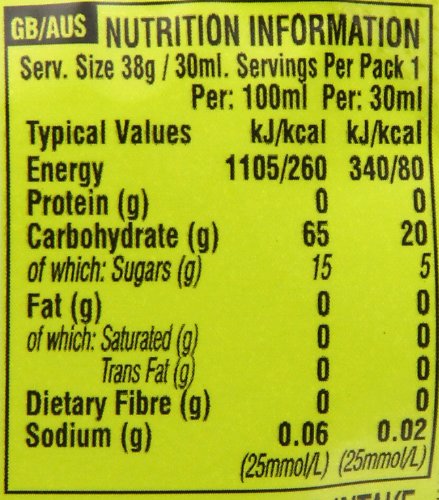 GB/AUS NUTRITION INFORMATION
Serv. Size 38g / 30ml. Servings Per Pack 1
Per: 100ml Per: 30ml
Typical Values kJ/kcal kJ/kcal
Energy 1105/260 340/80
Protein (g) 0 0
Carbohydrate (g) 65 20
of which: Sugars (g) 15 5
Fat (g) 0 0
of which: Saturated (g) 0 0
Trans Fat (g) 0 0
Dietary Fibre (g) 0 0
Sodium (g) 0.06 0.02
(25mmol/L) (25mmol/L)